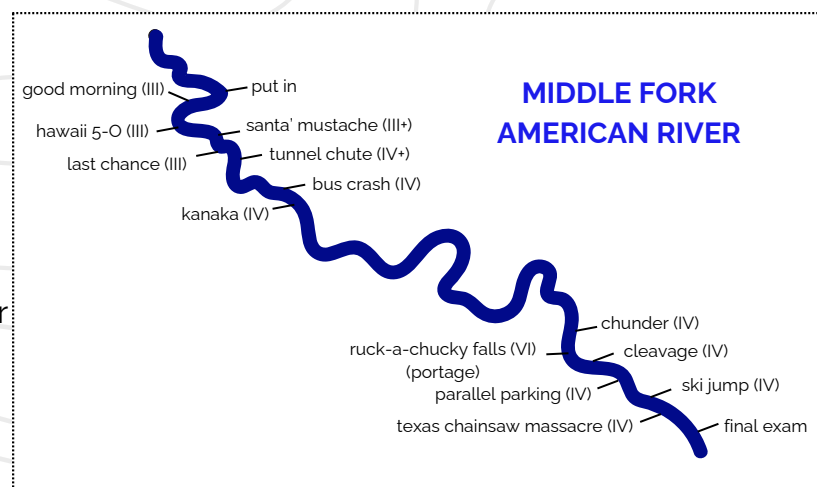 MIDDLE FORK
AMERICAN RIVER
put in
good morning (III)
hawaii 5-O (III)
santa' mustache (III+)
last chance (III)
tunnel chute (IV+)
bus crash (IV)
kanaka (IV)
chunder (IV)
ruck-a-chucky falls (VI)
(portage)
cleavage (IV)
parallel parking (IV)
ski jump (IV)
texas chainsaw massacre (IV)
final exam
r